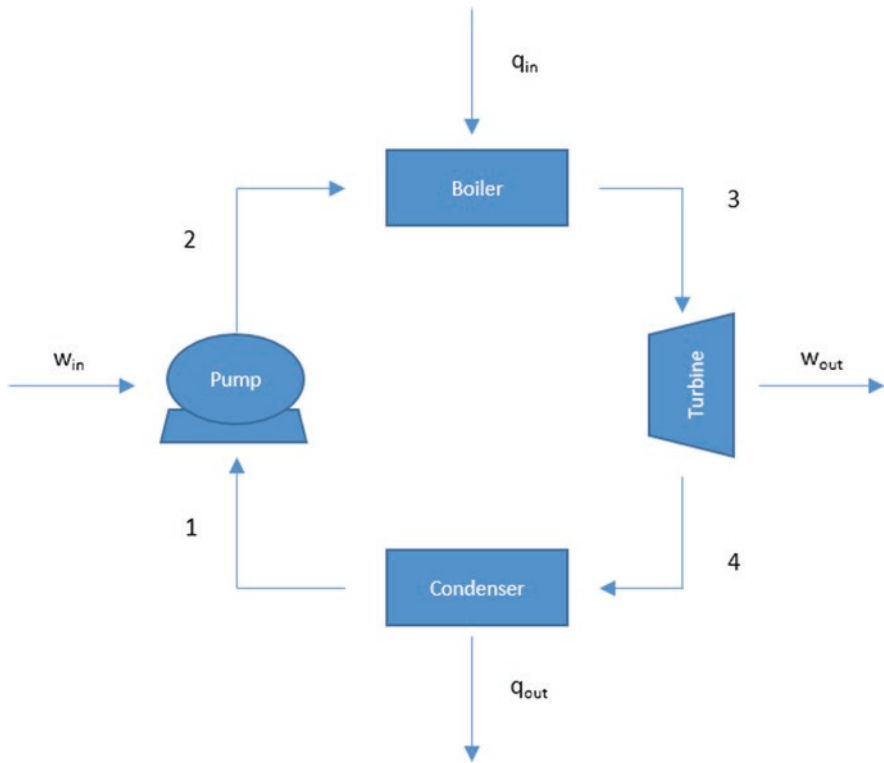 q_in
Boiler
3
2
w_in
Pump
Turbine
w_out
1
4
Condenser
q_out